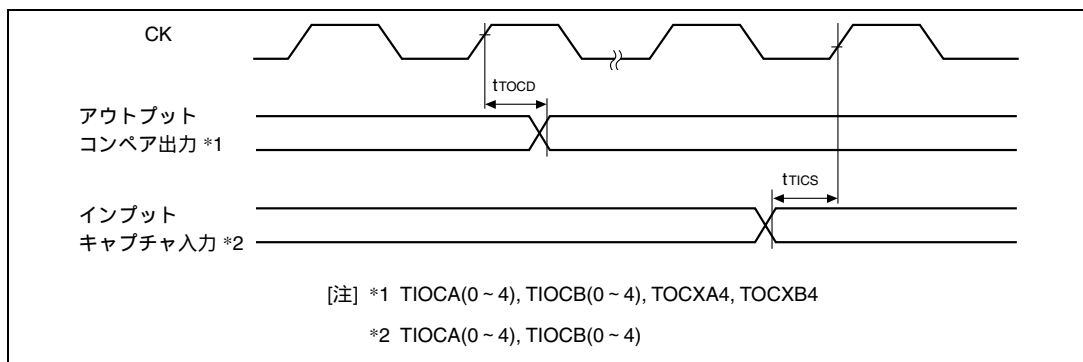 CK
tTOCD
アウトプット
コンペア出力 *1
tTICS
インプット
キャプチャ入力 *2
[注] *1 TIOCA(0 ~ 4), TIOCB(0 ~ 4), TOCXA4, TOCXB4
*2 TIOCA(0 ~ 4), TIOCB(0 ~ 4)